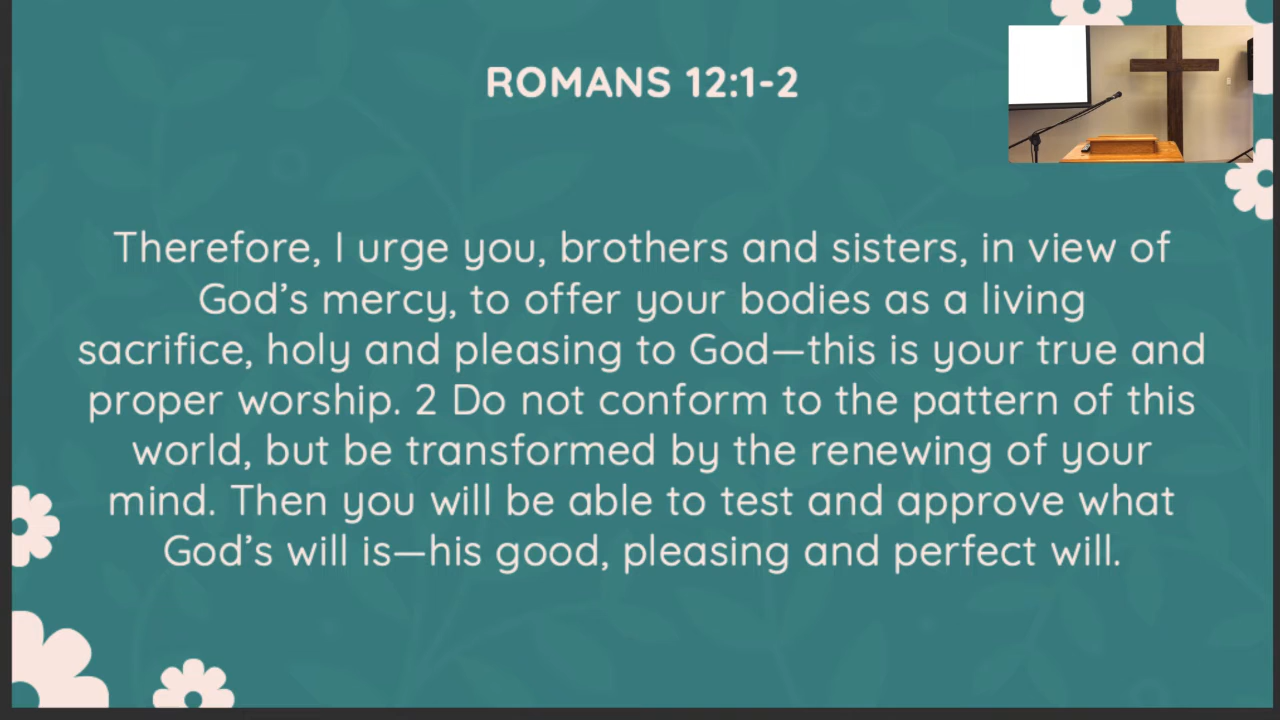 ROMANS 12:1-2
Therefore, I urge you, brothers and sisters, in view of
God’s mercy, to offer your bodies as a living
sacrifice, holy and pleasing to God—this is your true and
proper worship. 2 Do not conform to the pattern of this
world, but be transformed by the renewing of your
mind. Then you will be able to test and approve what
God’s will is—his good, pleasing and perfect will.